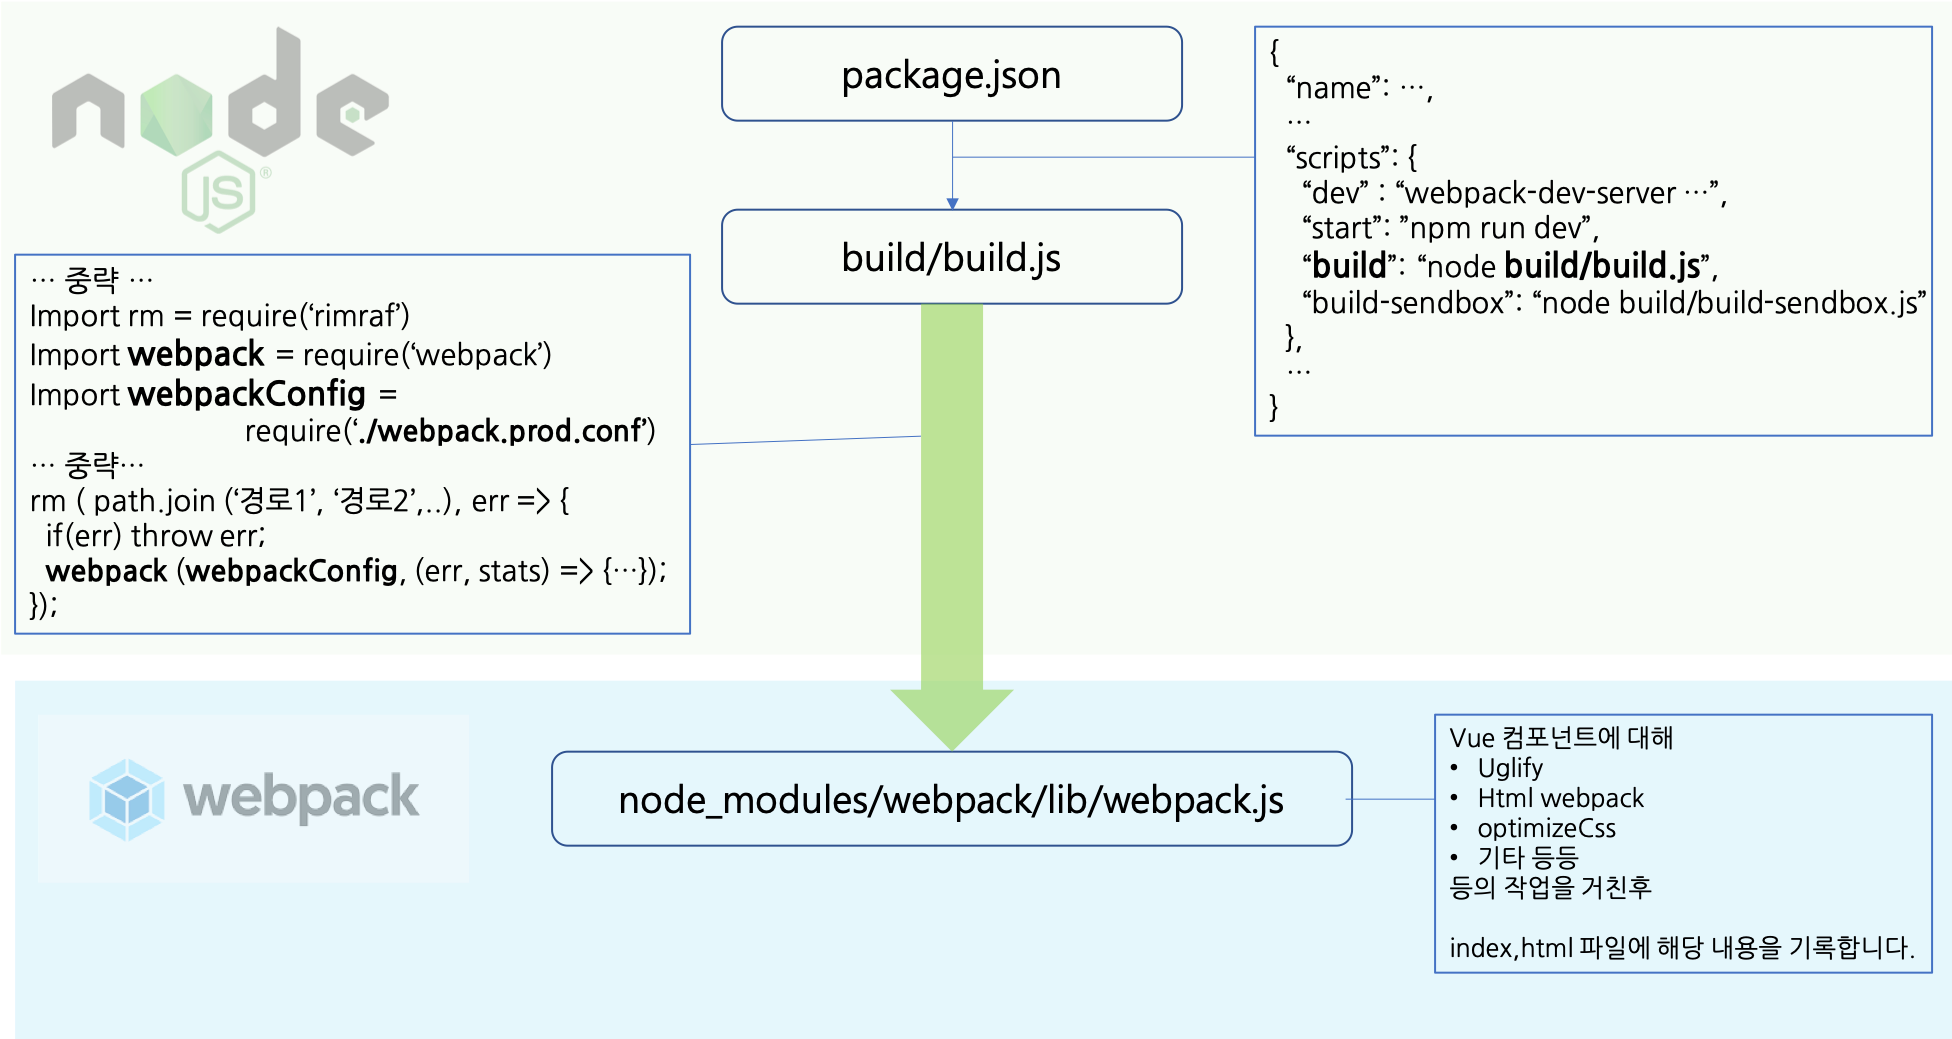 node
JS®
package.json
build/build.js
{
“name”: …,
…
“scripts”: {
“dev” : “webpack-dev-server …”,
“start”: ”npm run dev”,
“build”: “node build/build.js”,
“build-sendbox”: “node build/build-sendbox.js”
},
…
}
… 중략 …
Import rm = require(‘rimraf’)
Import webpack = require(‘webpack’)
Import webpackConfig =
require(‘./webpack.prod.conf’)
… 중략…
rm ( path.join (‘경로1’, ‘경로2’,..), err => {
if(err) throw err;
webpack (webpackConfig, (err, stats) => {…});
});
webpack
node_modules/webpack/lib/webpack.js
Vue 컴포넌트에 대해
• Uglify
• Html webpack
• optimizeCss
• 기타 등등
등의 작업을 거친후
index,html 파일에 해당 내용을 기록합니다.